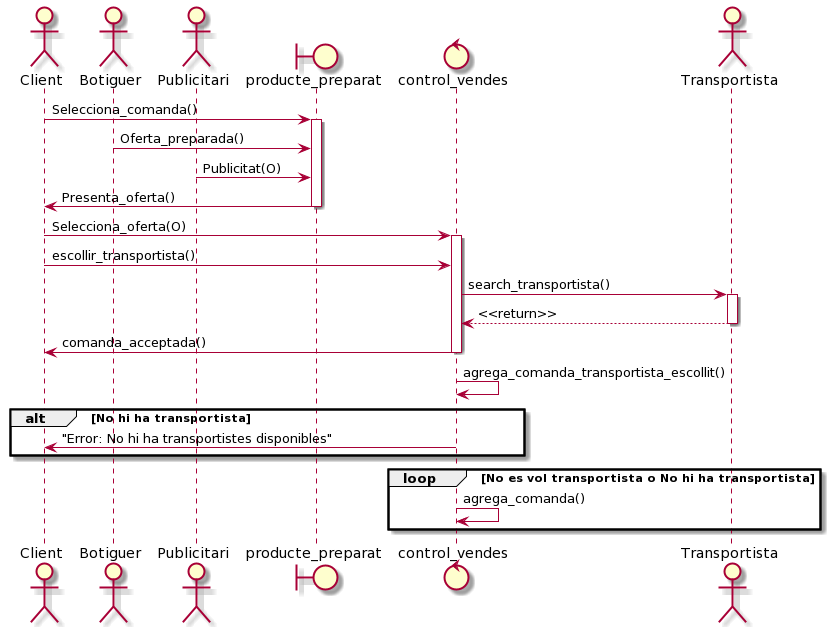 Client Botiguer Publicitari producte_preparat control_vendes Transportista
Selecciona_comanda()
Oferta_preparada()
Publicitat(O)
Presenta_oferta()
Selecciona_oferta(O)
escollir_transportista()
search_transportista()
<<return>>
comanda_acceptada()
agrega_comanda_transportista_escollit()
alt [No hi ha transportista]
"Error: No hi ha transportistes disponibles"
loop [No es vol transportista o No hi ha transportista]
agrega_comanda()
Client Botiguer Publicitari producte_preparat control_vendes Transportista